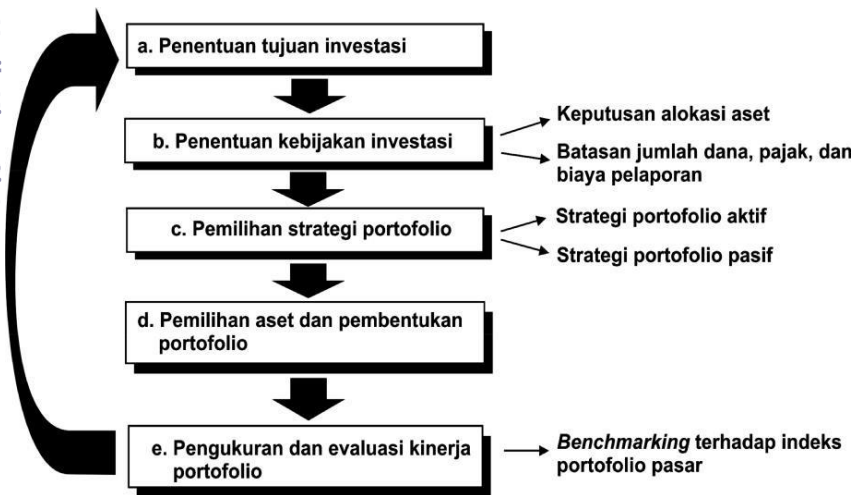 a. Penentuan tujuan investasi
b. Penentuan kebijakan investasi
Keputusan alokasi aset
Batasan jumlah dana, pajak, dan
biaya pelaporan
c. Pemilihan strategi portofolio
Strategi portofolio aktif
Strategi portofolio pasif
d. Pemilihan aset dan pembentukan
portofolio
e. Pengukuran dan evaluasi kinerja
portofolio
Benchmarking terhadap indeks
portofolio pasar